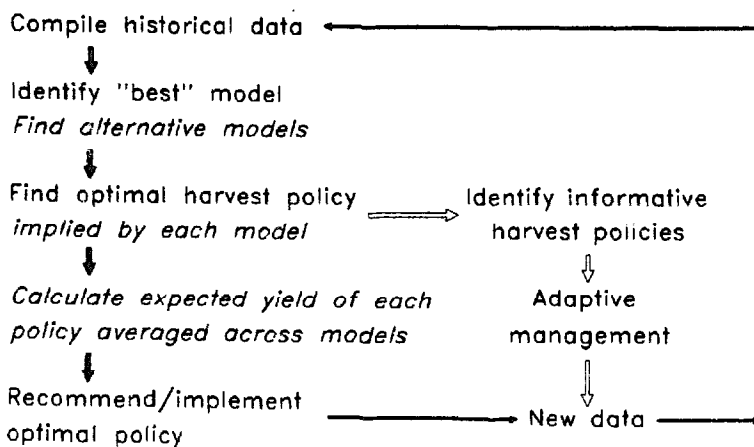 Compile historical data
Identify "best" model
Find alternative models
Find optimal harvest policy
implied by each model
Identify informative
harvest policies
Calculate expected yield of each
policy averaged across models
Adaptive
management
Recommend/implement
optimal policy
New data